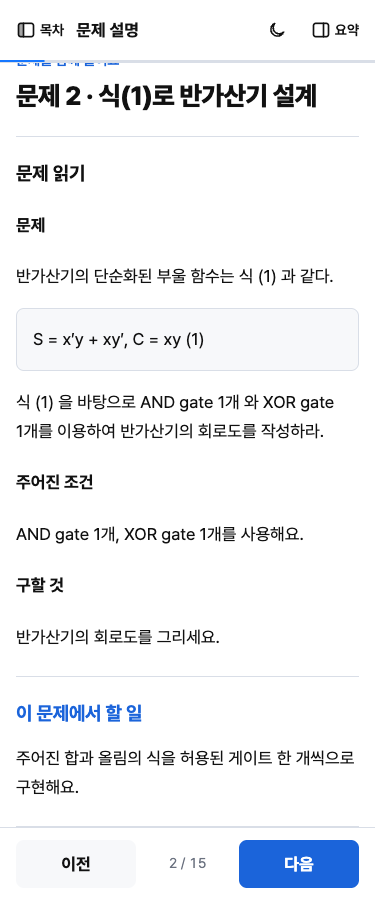 목차 문제 설명 요약
문제 2 · 식(1)로 반가산기 설계
문제 읽기
문제
반가산기의 단순화된 부울 함수는 식 (1) 과 같다.
S = x′y + xy′, C = xy (1)
식 (1) 을 바탕으로 AND gate 1개 와 XOR gate
1개를 이용하여 반가산기의 회로도를 작성하라.
주어진 조건
AND gate 1개, XOR gate 1개를 사용해요.
구할 것
반가산기의 회로도를 그리세요.
이 문제에서 할 일
주어진 합과 올림의 식을 허용된 게이트 한 개씩으로
구현해요.
이전 2 / 15 다음